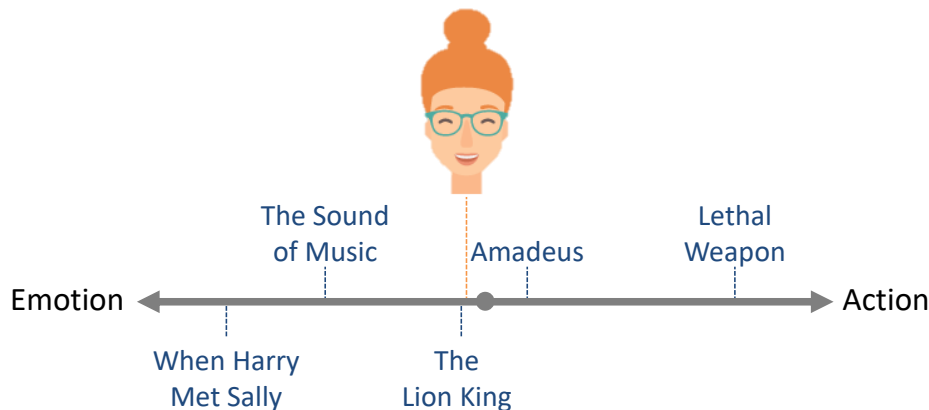 The Sound
of Music
Amadeus
Lethal
Weapon
Emotion
Action
When Harry
Met Sally
The
Lion King